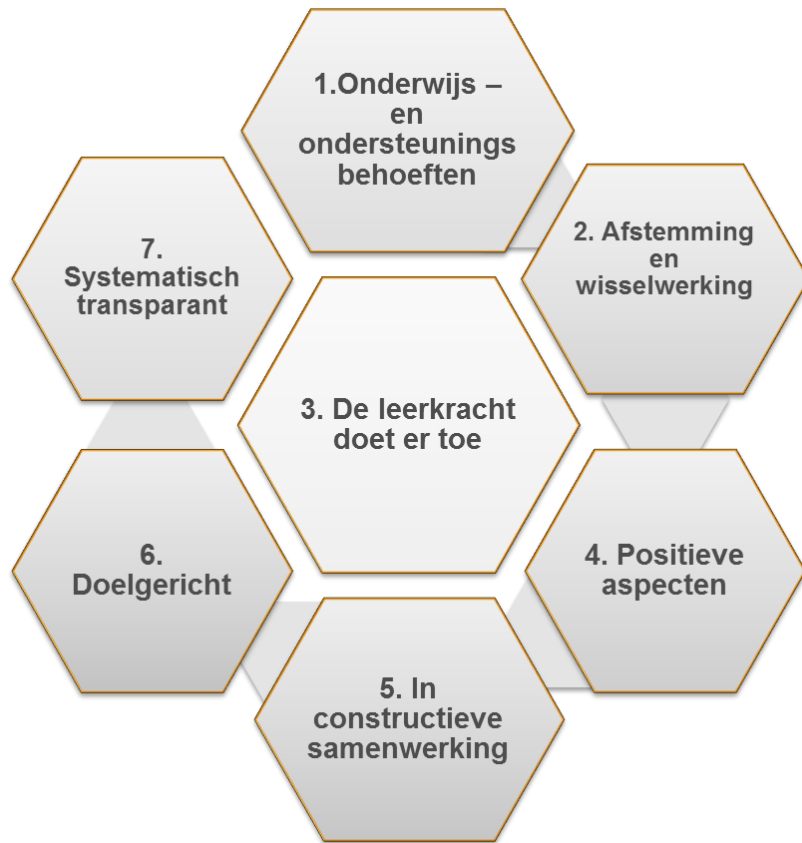 1.Onderwijs –
en
ondersteunings
behoeften
2. Afstemming
en
wisselwerking
3. De leerkracht
doet er toe
4. Positieve
aspecten
5. In
constructieve
samenwerking
6.
Doelgericht
7.
Systematisch
transparant